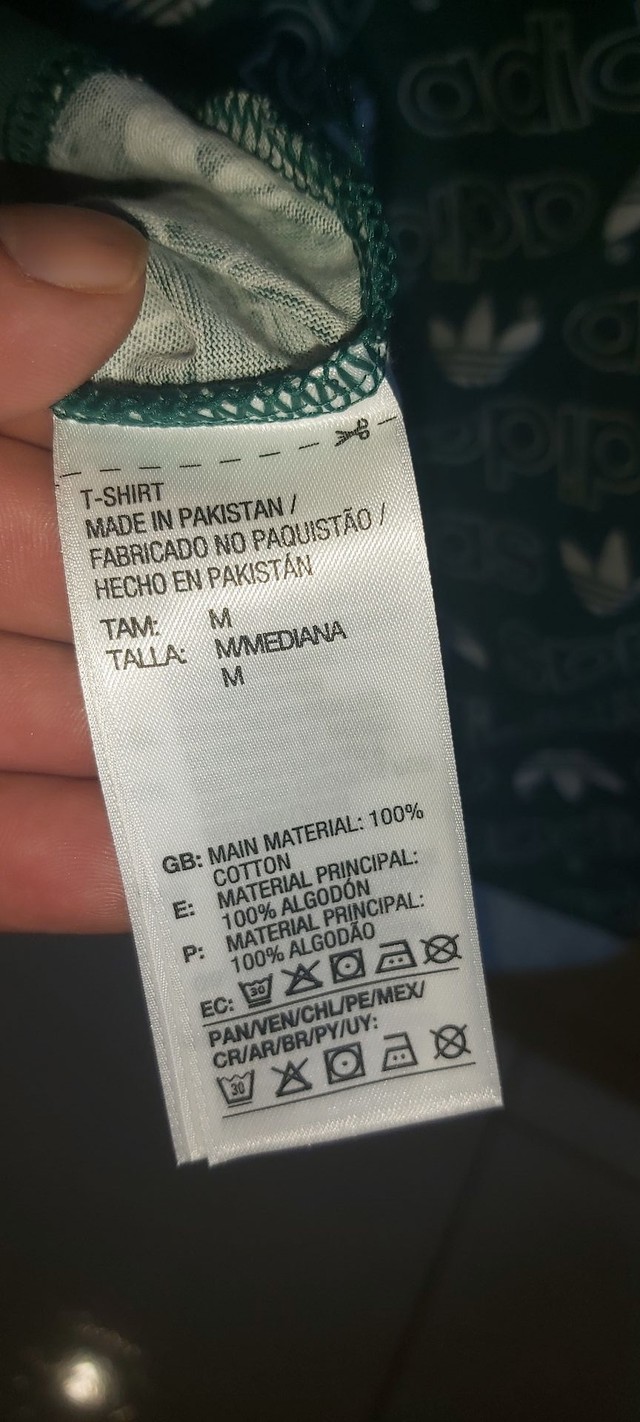 T-SHIRT
MADE IN PAKISTAN /
FABRICADO NO PAQUISTÃO /
HECHO EN PAKISTÁN
TAM: M
TALLA: M/MEDIANA
M
GB: MAIN MATERIAL: 100%
COTTON
E: MATERIAL PRINCIPAL:
100% ALGODÓN
P: MATERIAL PRINCIPAL:
100% ALGODÃO
EC: 30
PAN/VEN/CHL/PE/MEX/
CR/AR/BR/PY/UY:
30